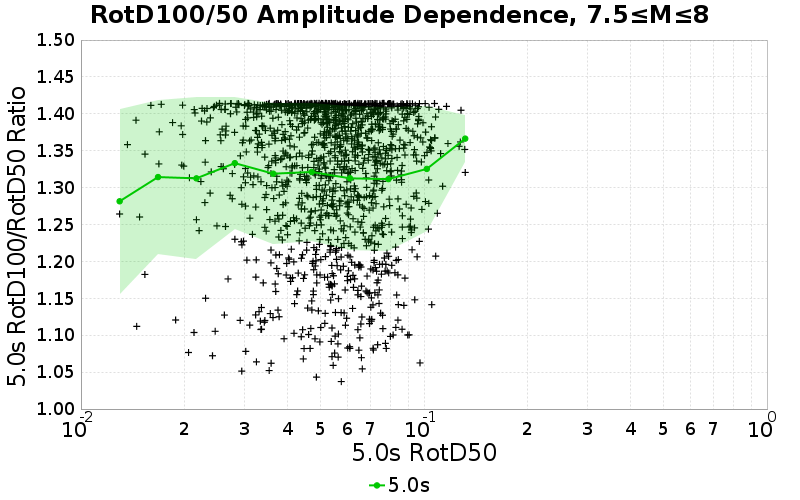 RotD100/50 Amplitude Dependence, 7.5≤M≤8
5.0s RotD100/RotD50 Ratio
1.50
1.45
1.40
1.35
1.30
1.25
1.20
1.15
1.10
1.05
1.00
10-2 2 3 4 5 6 7 10-1 2 3 4 5 6 7 100
5.0s RotD50
5.0s